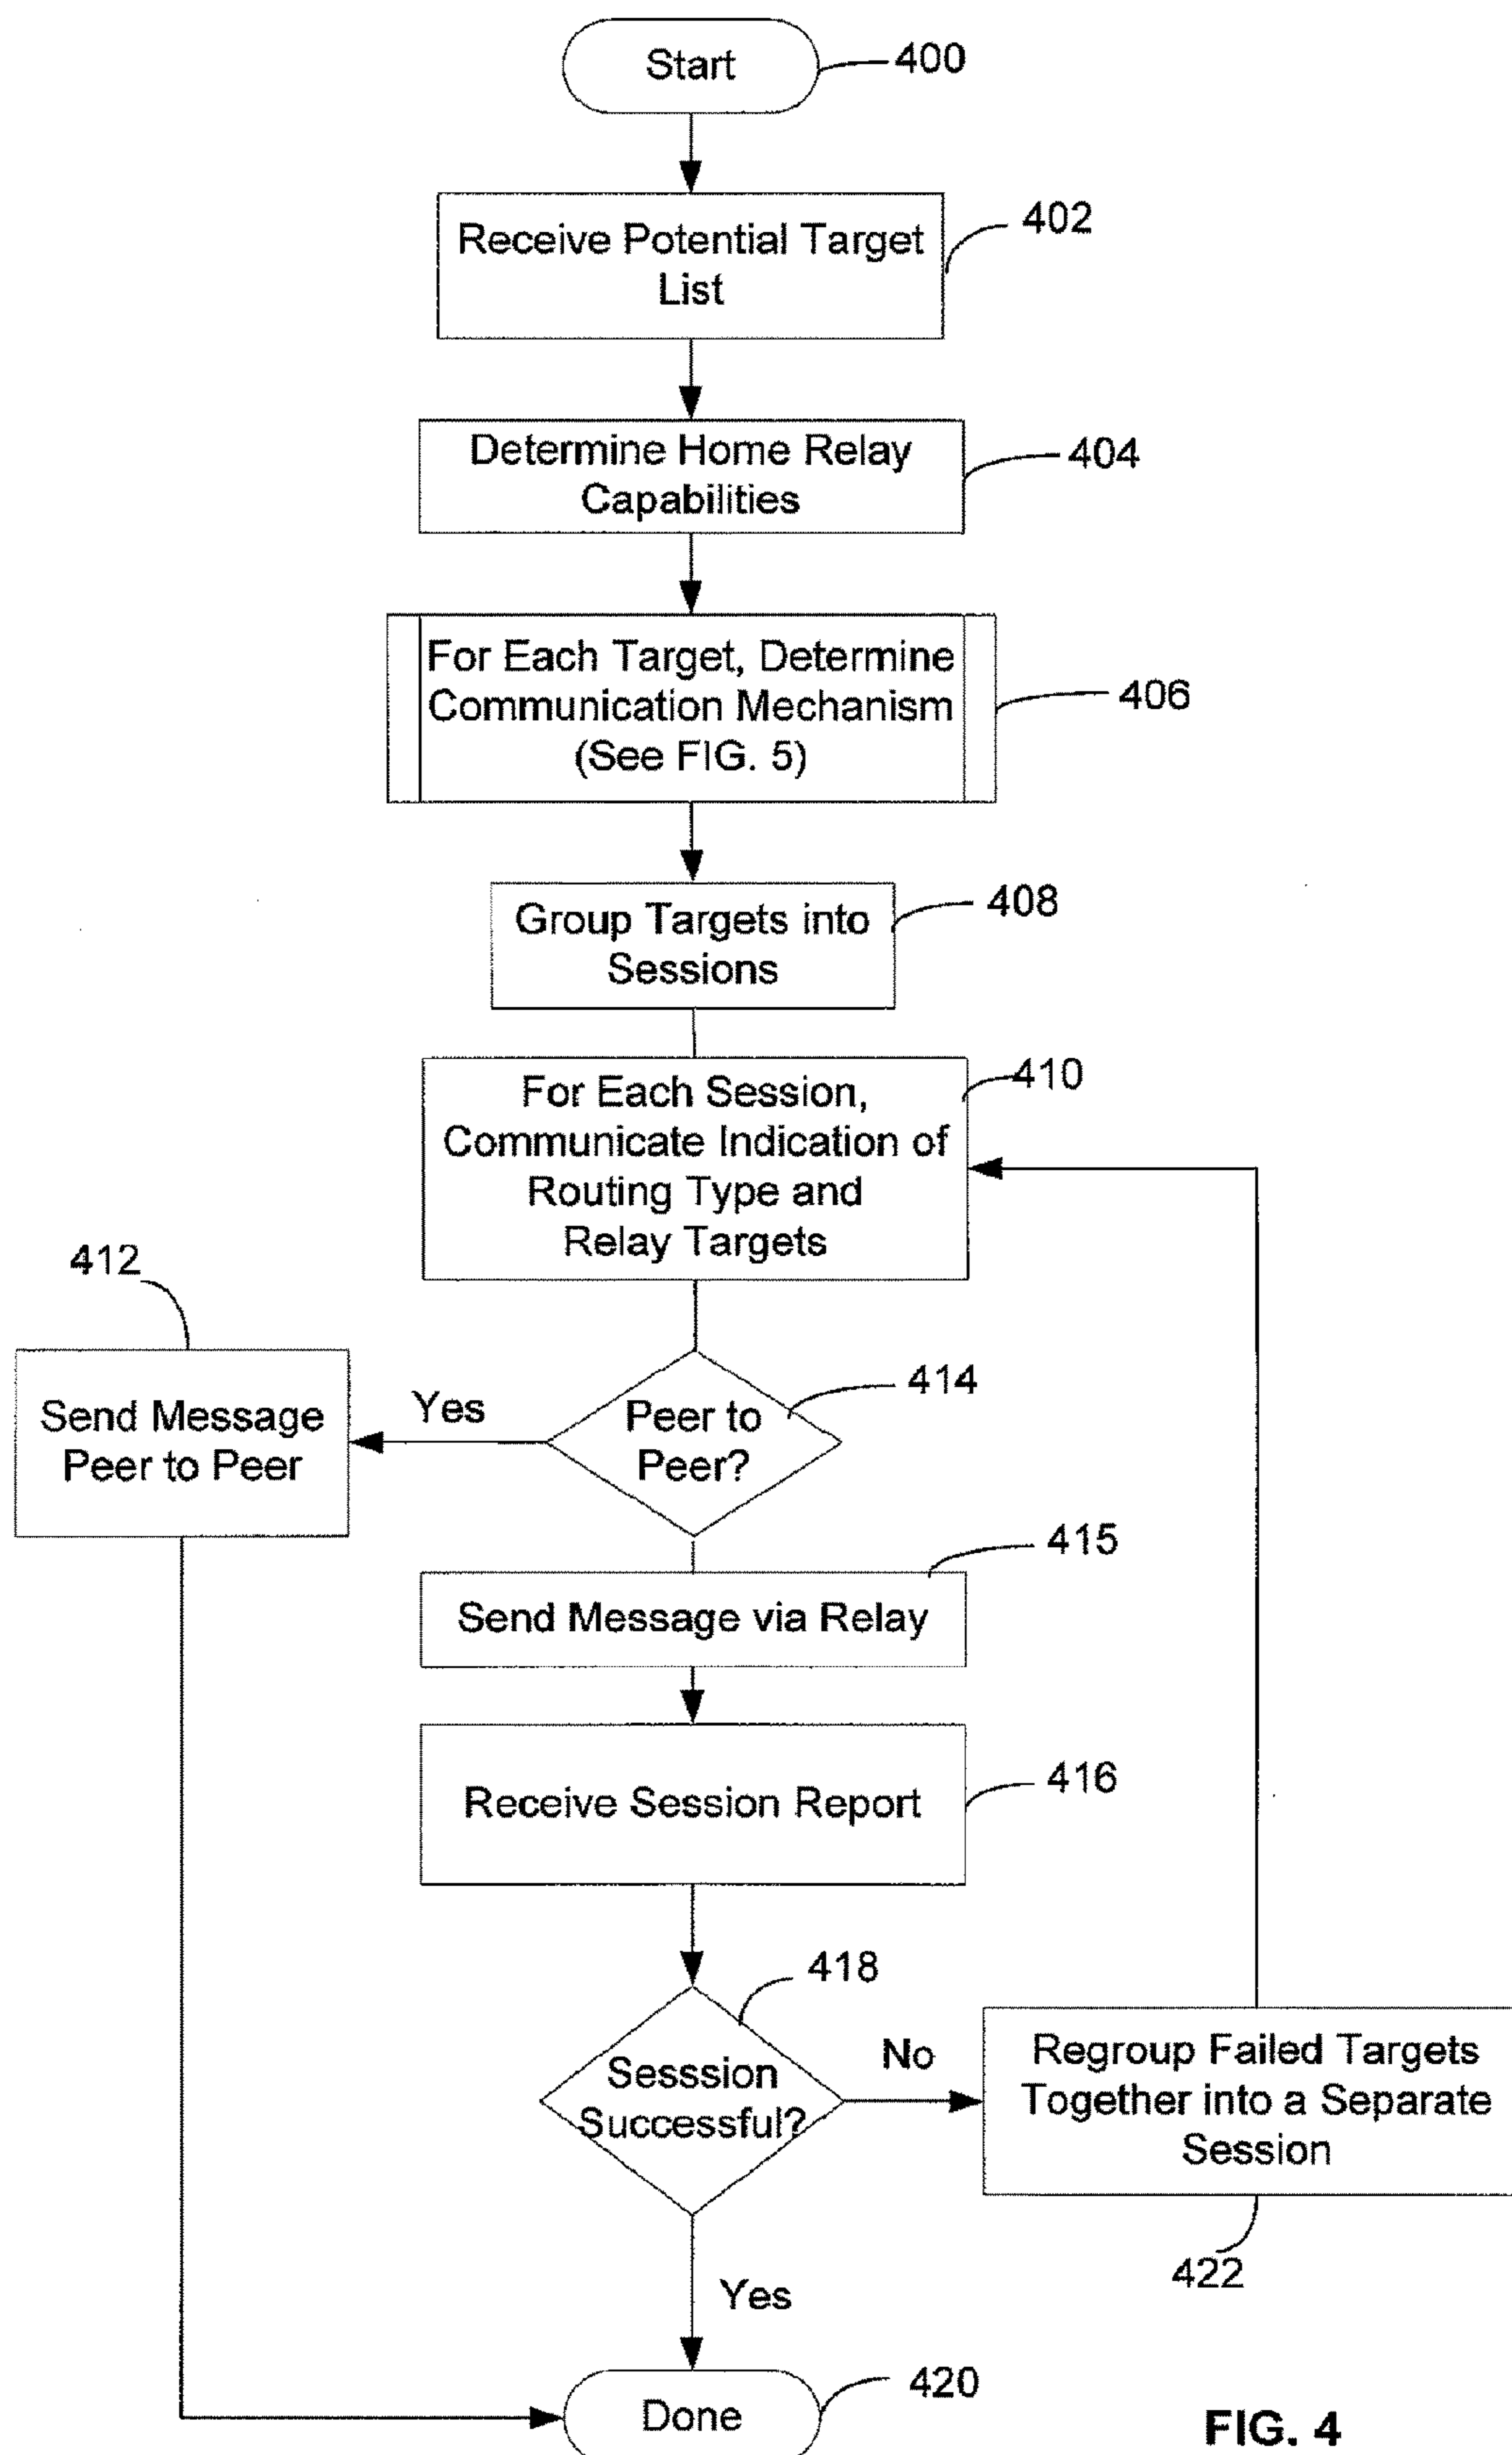 Start
400
Receive Potential Target
List
402
Determine Home Relay
Capabilities
404
For Each Target, Determine
Communication Mechanism
(See FIG. 5)
406
Group Targets into
Sessions
408
For Each Session,
Communicate Indication of
Routing Type and
Relay Targets
410
412
Send Message
Peer to Peer
Yes
Peer to
Peer?
414
415
Send Message via Relay
Receive Session Report
416
418
Sesssion
Successful?
No
Regroup Failed Targets
Together into a Separate
Session
422
Yes
Done
420
FIG. 4